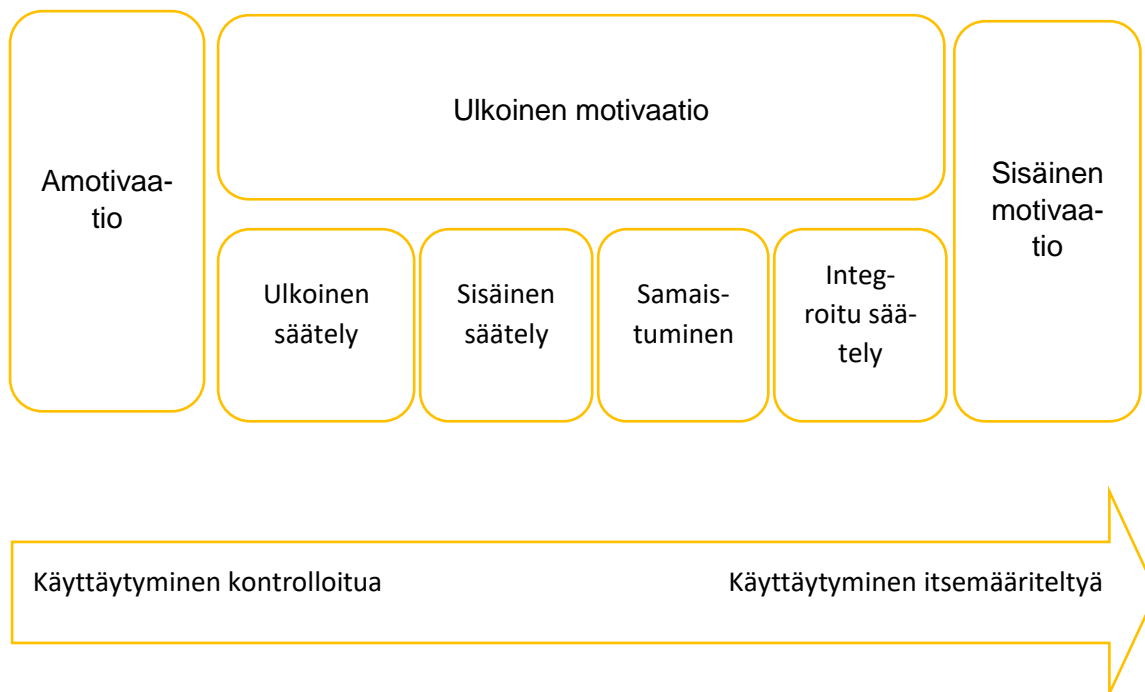 Amotivaa-
tio
Ulkoinen motivaatio
Ulkoinen
säätely
Sisäinen
säätely
Samais-
tuminen
Integ-
roitu sää-
tely
Sisäinen
motivaa-
tio
Käyttäytyminen kontrolloitua
Käyttäytyminen itsemääriteltyä